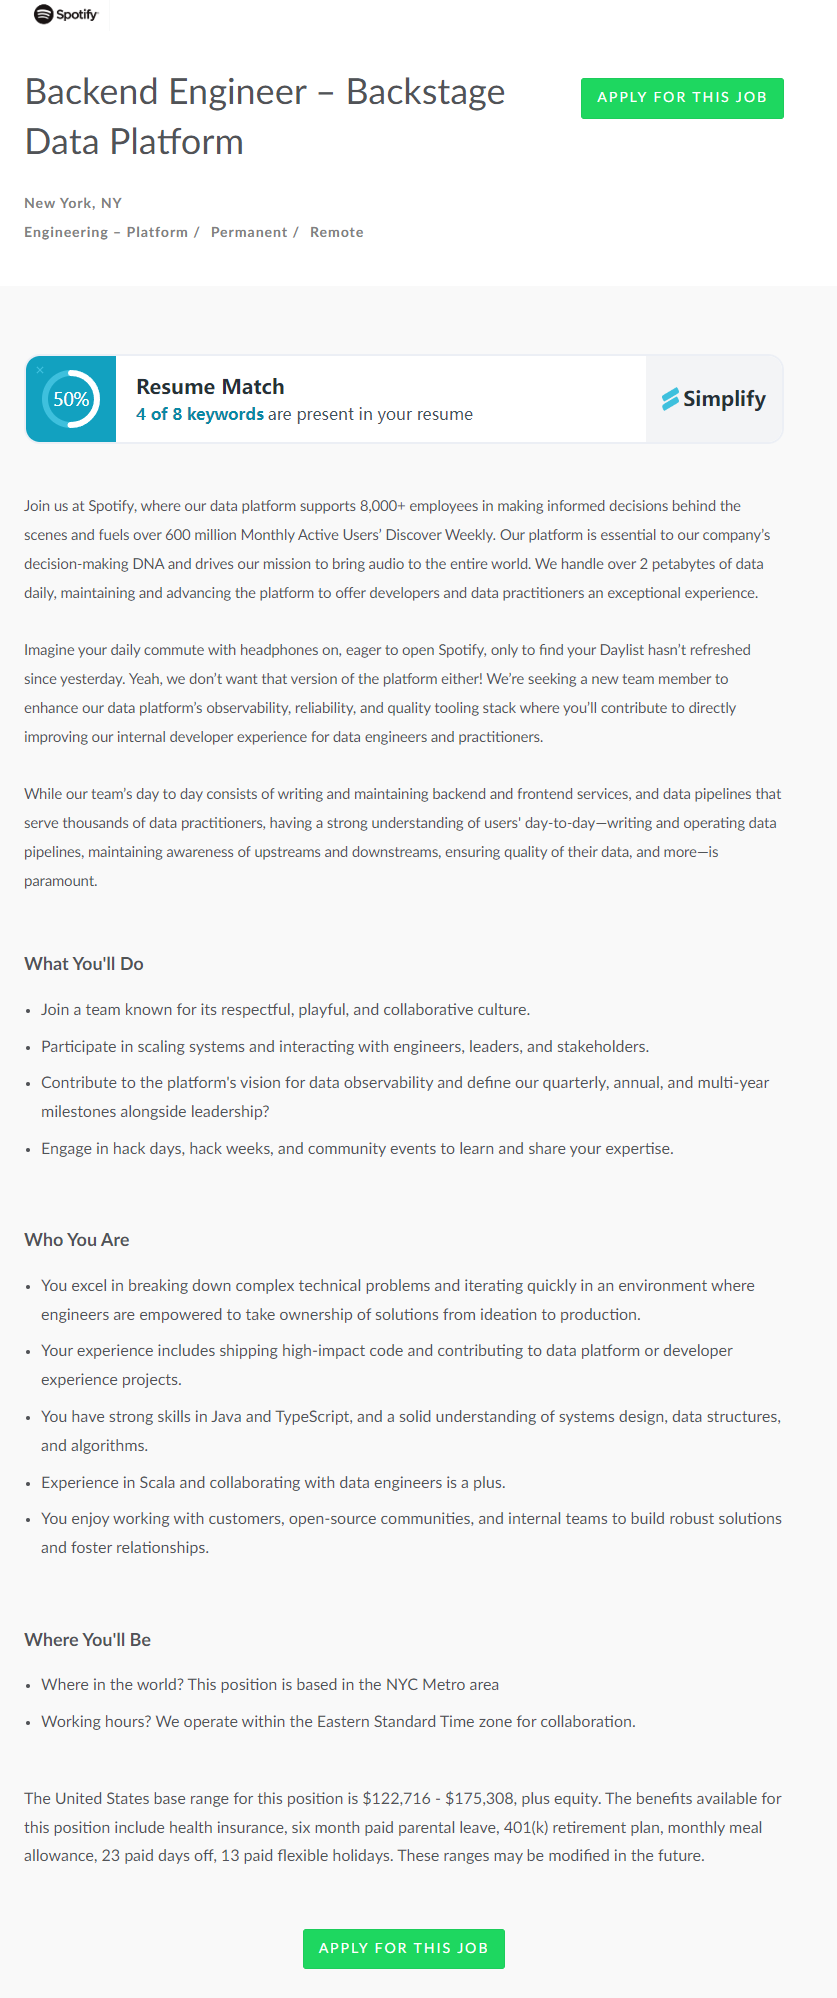 Spotify
Backend Engineer – Backstage
Data Platform
APPLY FOR THIS JOB
New York, NY
Engineering – Platform / Permanent / Remote
50%
Resume Match
4 of 8 keywords are present in your resume
Simplify
Join us at Spotify, where our data platform supports 8,000+ employees in making informed decisions behind the
scenes and fuels over 600 million Monthly Active Users’ Discover Weekly. Our platform is essential to our company’s
decision-making DNA and drives our mission to bring audio to the entire world. We handle over 2 petabytes of data
daily, maintaining and advancing the platform to offer developers and data practitioners an exceptional experience.
Imagine your daily commute with headphones on, eager to open Spotify, only to find your Daylist hasn’t refreshed
since yesterday. Yeah, we don’t want that version of the platform either! We’re seeking a new team member to
enhance our data platform’s observability, reliability, and quality tooling stack where you’ll contribute to directly
improving our internal developer experience for data engineers and practitioners.
While our team’s day to day consists of writing and maintaining backend and frontend services, and data pipelines that
serve thousands of data practitioners, having a strong understanding of users' day-to-day—writing and operating data
pipelines, maintaining awareness of upstreams and downstreams, ensuring quality of their data, and more—is
paramount.
What You'll Do
• Join a team known for its respectful, playful, and collaborative culture.
• Participate in scaling systems and interacting with engineers, leaders, and stakeholders.
• Contribute to the platform's vision for data observability and define our quarterly, annual, and multi-year
milestones alongside leadership?
• Engage in hack days, hack weeks, and community events to learn and share your expertise.
Who You Are
• You excel in breaking down complex technical problems and iterating quickly in an environment where
engineers are empowered to take ownership of solutions from ideation to production.
• Your experience includes shipping high-impact code and contributing to data platform or developer
experience projects.
• You have strong skills in Java and TypeScript, and a solid understanding of systems design, data structures,
and algorithms.
• Experience in Scala and collaborating with data engineers is a plus.
• You enjoy working with customers, open-source communities, and internal teams to build robust solutions
and foster relationships.
Where You'll Be
• Where in the world? This position is based in the NYC Metro area
• Working hours? We operate within the Eastern Standard Time zone for collaboration.
The United States base range for this position is $122,716 - $175,308, plus equity. The benefits available for
this position include health insurance, six month paid parental leave, 401(k) retirement plan, monthly meal
allowance, 23 paid days off, 13 paid flexible holidays. These ranges may be modified in the future.
APPLY FOR THIS JOB